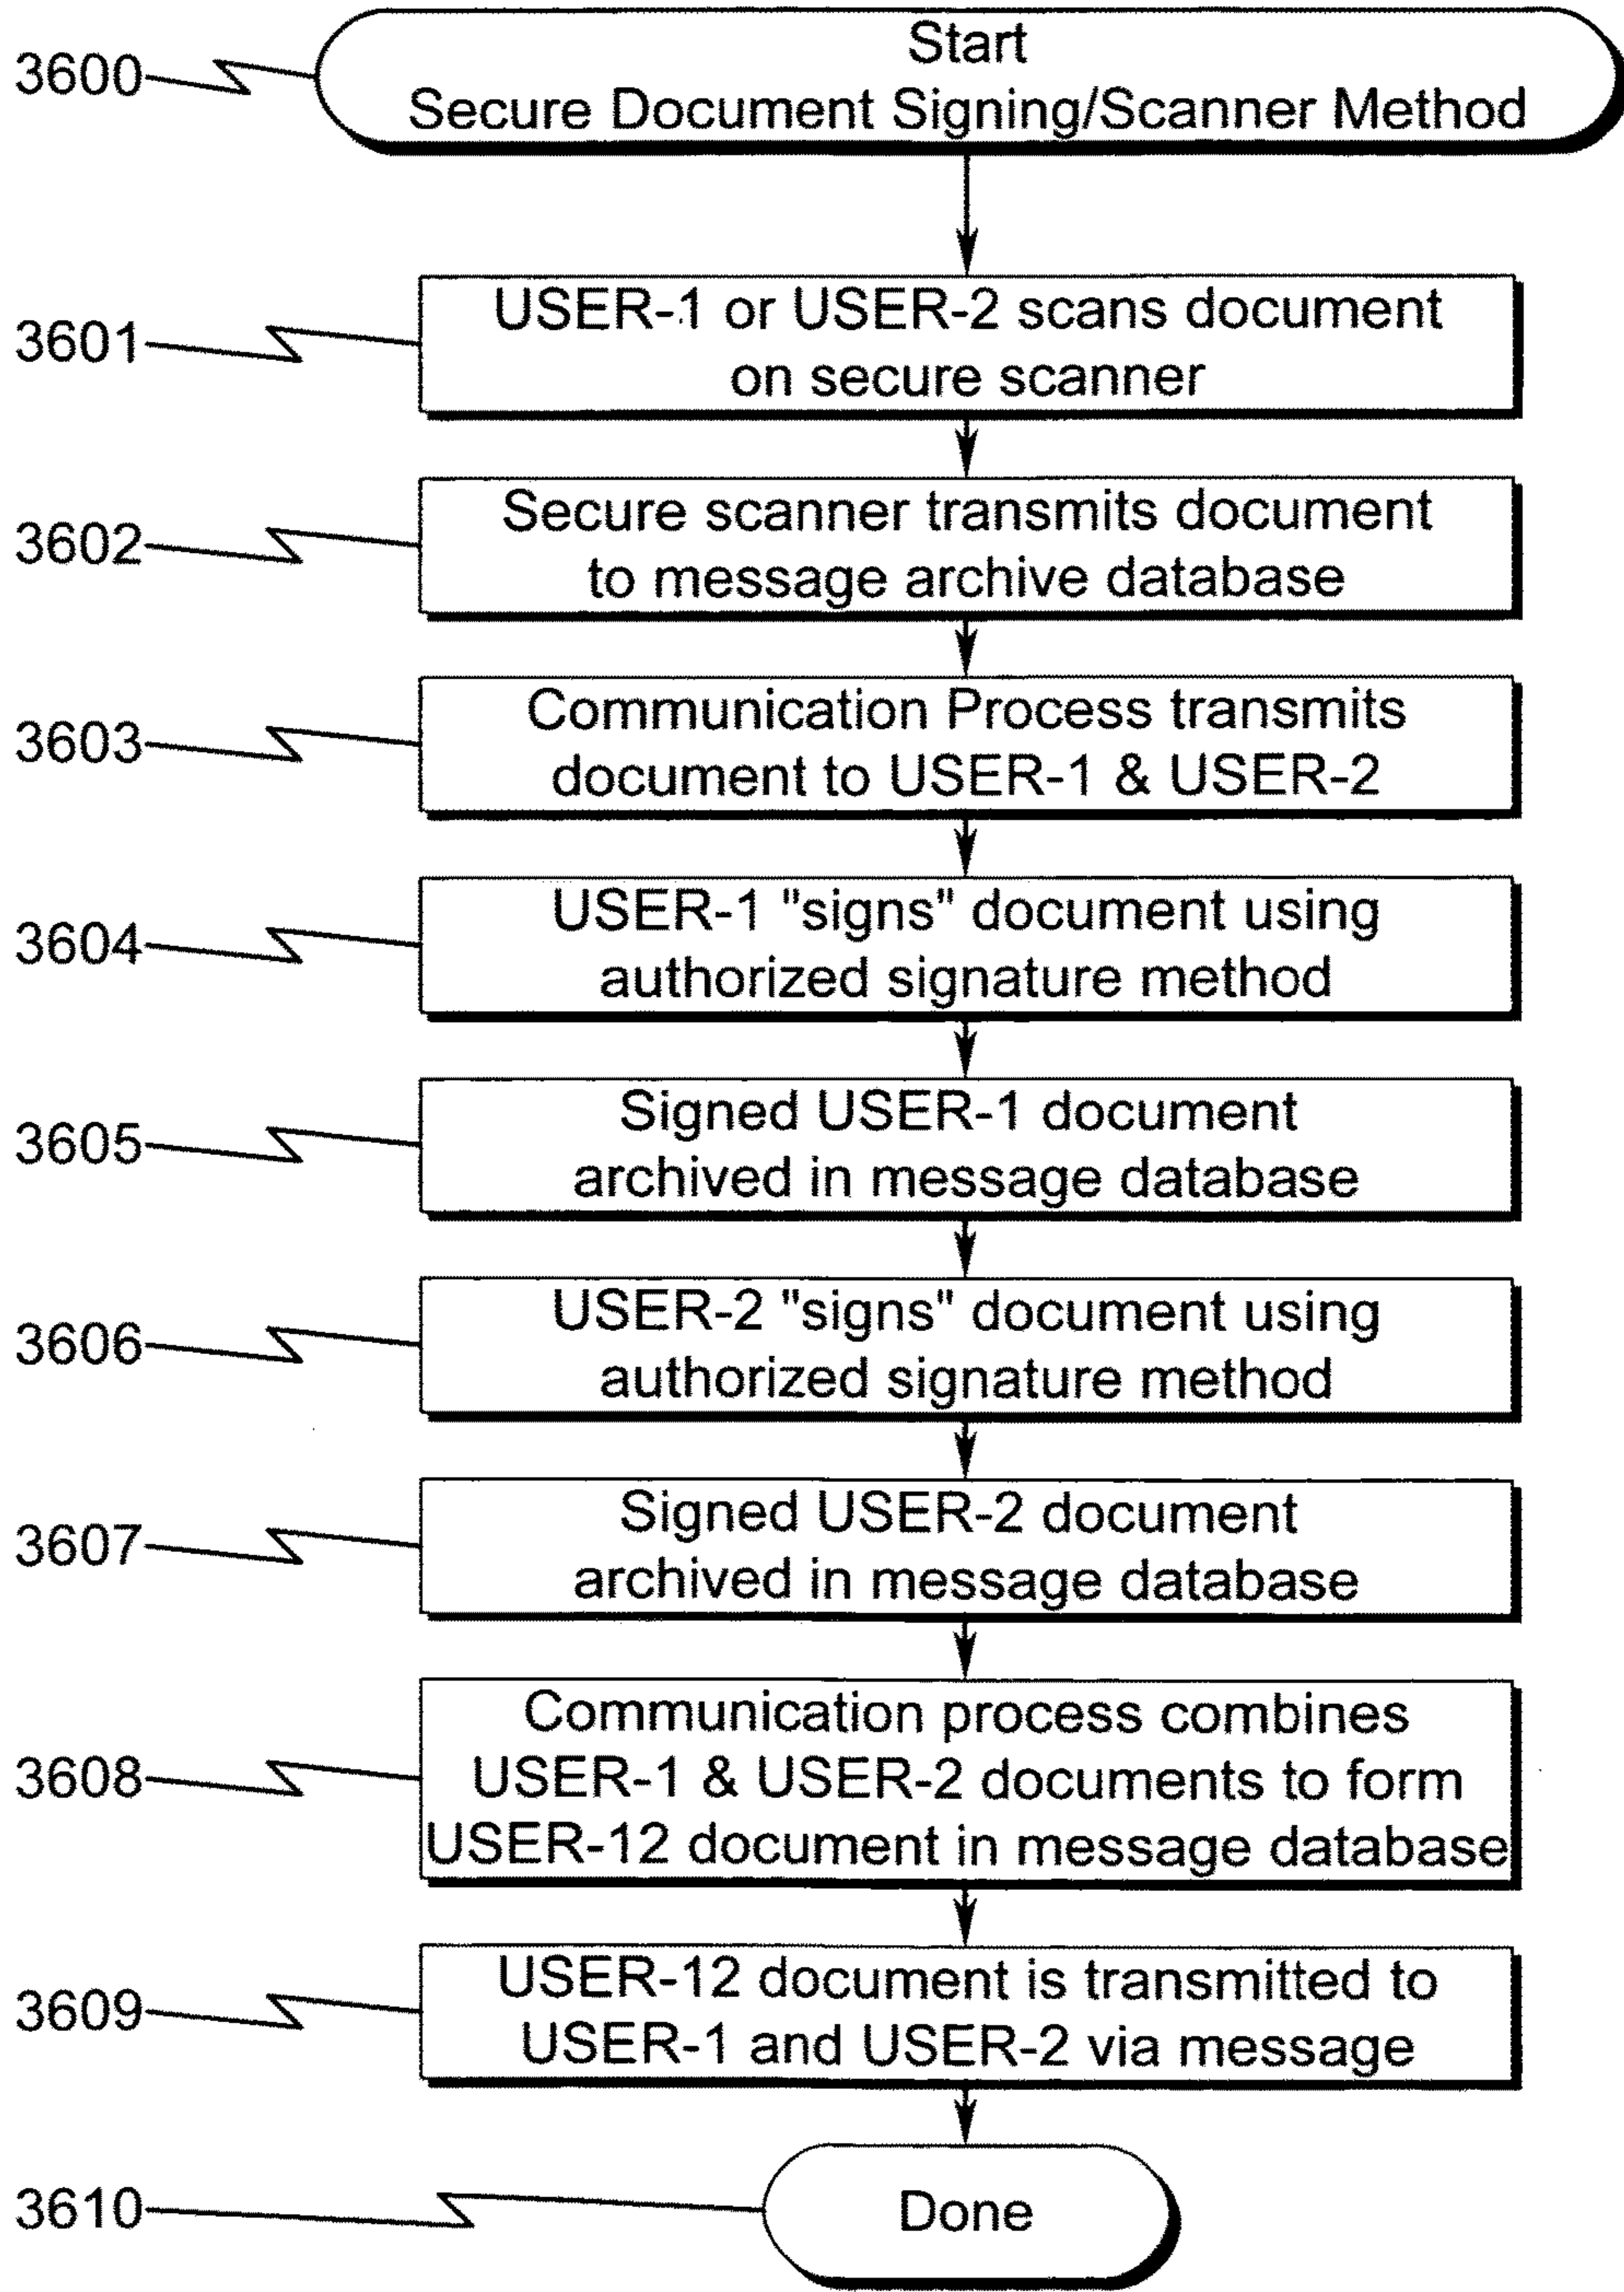 3600
Start
Secure Document Signing/Scanner Method
3601
USER-1 or USER-2 scans document
on secure scanner
3602
Secure scanner transmits document
to message archive database
3603
Communication Process transmits
document to USER-1 & USER-2
3604
USER-1 "signs" document using
authorized signature method
3605
Signed USER-1 document
archived in message database
3606
USER-2 "signs" document using
authorized signature method
3607
Signed USER-2 document
archived in message database
3608
Communication process combines
USER-1 & USER-2 documents to form
USER-12 document in message database
3609
USER-12 document is transmitted to
USER-1 and USER-2 via message
3610
Done